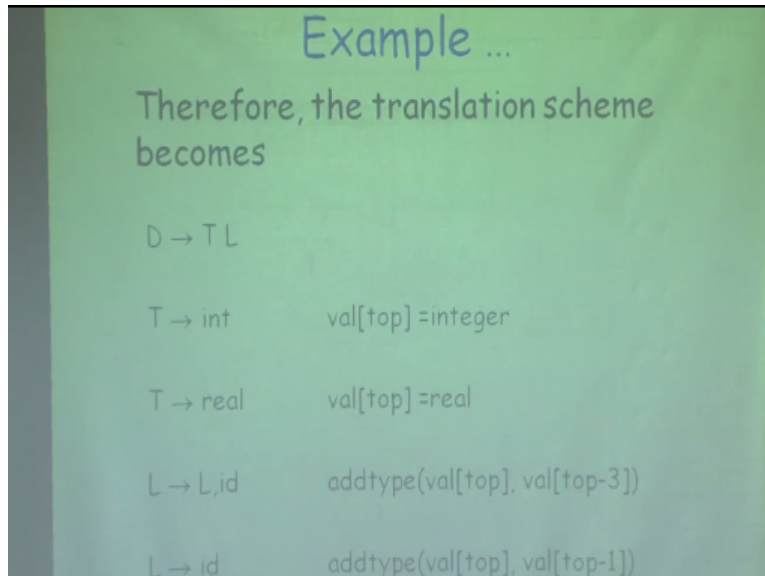 Example ...
Therefore, the translation scheme
becomes
D → T L
T → int val[top] =integer
T → real val[top] =real
L → L,id addtype(val[top], val[top-3])
L → id addtype(val[top], val[top-1])